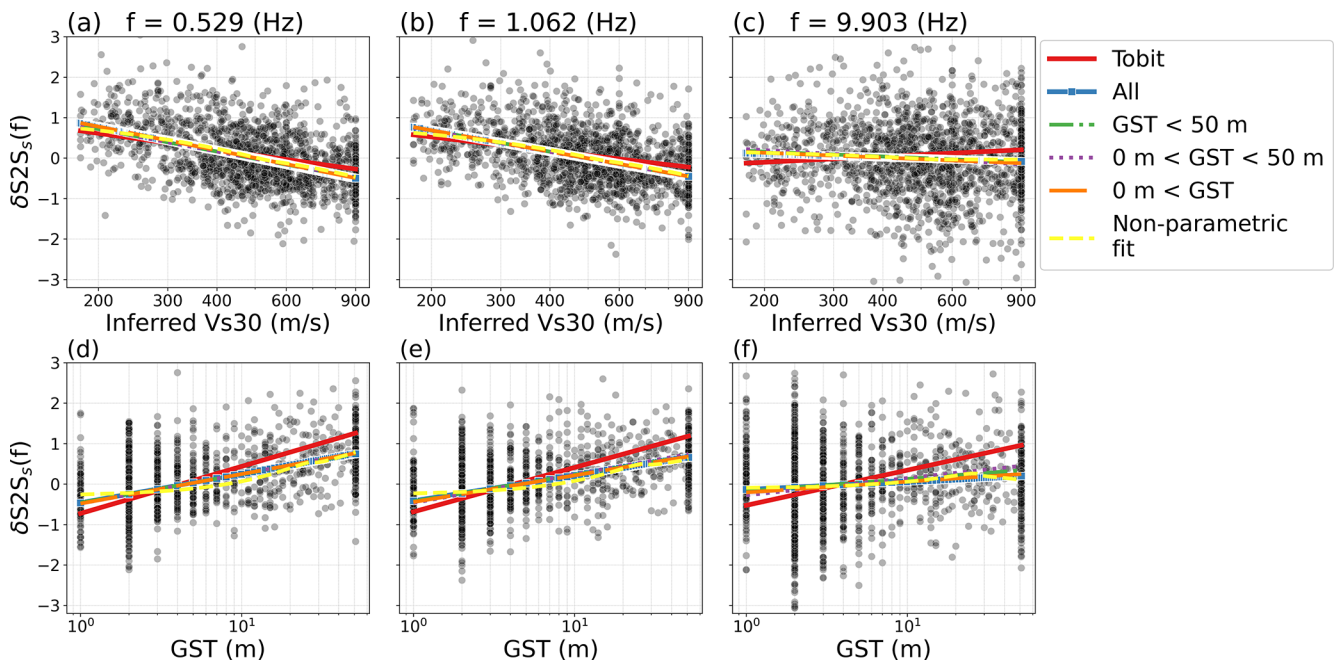 (a) f = 0.529 (Hz)
(b) f = 1.062 (Hz)
(c) f = 9.903 (Hz)
δS2Sₛ(f)
3
2
1
0
−1
−2
−3
200 300 400 600 900
200 300 400 600 900
200 300 400 600 900
Inferred Vs30 (m/s)
Inferred Vs30 (m/s)
Inferred Vs30 (m/s)
Tobit
All
GST < 50 m
0 m < GST < 50 m
0 m < GST
Non-parametric
fit
(d)
(e)
(f)
δS2Sₛ(f)
3
2
1
0
−1
−2
−3
10⁰ 10¹
10⁰ 10¹
10⁰ 10¹
GST (m)
GST (m)
GST (m)